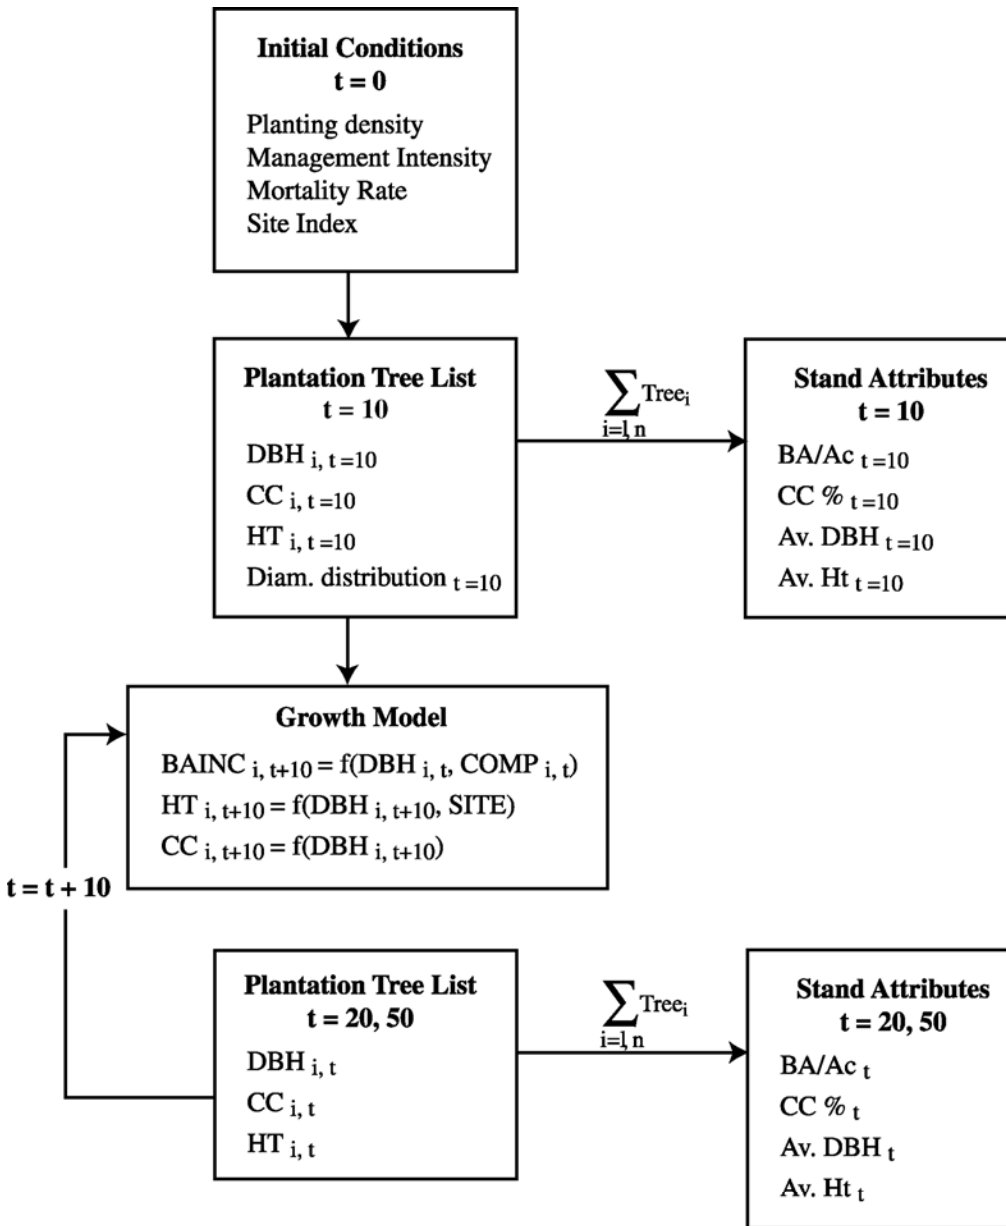 Initial Conditions
t = 0
Planting density
Management Intensity
Mortality Rate
Site Index
Plantation Tree List
t = 10
DBH i, t=10
CC i, t=10
HT i, t=10
Diam. distribution t=10
∑Tree i
i=1, n
Stand Attributes
t = 10
BA/Ac t=10
CC % t=10
Av. DBH t=10
Av. Ht t=10
Growth Model
BAINC i, t+10 = f(DBH i, t, COMP i, t)
HT i, t+10 = f(DBH i, t+10, SITE)
CC i, t+10 = f(DBH i, t+10)
t = t + 10
Plantation Tree List
t = 20, 50
DBH i, t
CC i, t
HT i, t
∑Tree i
i=1, n
Stand Attributes
t = 20, 50
BA/Ac t
CC % t
Av. DBH t
Av. Ht t